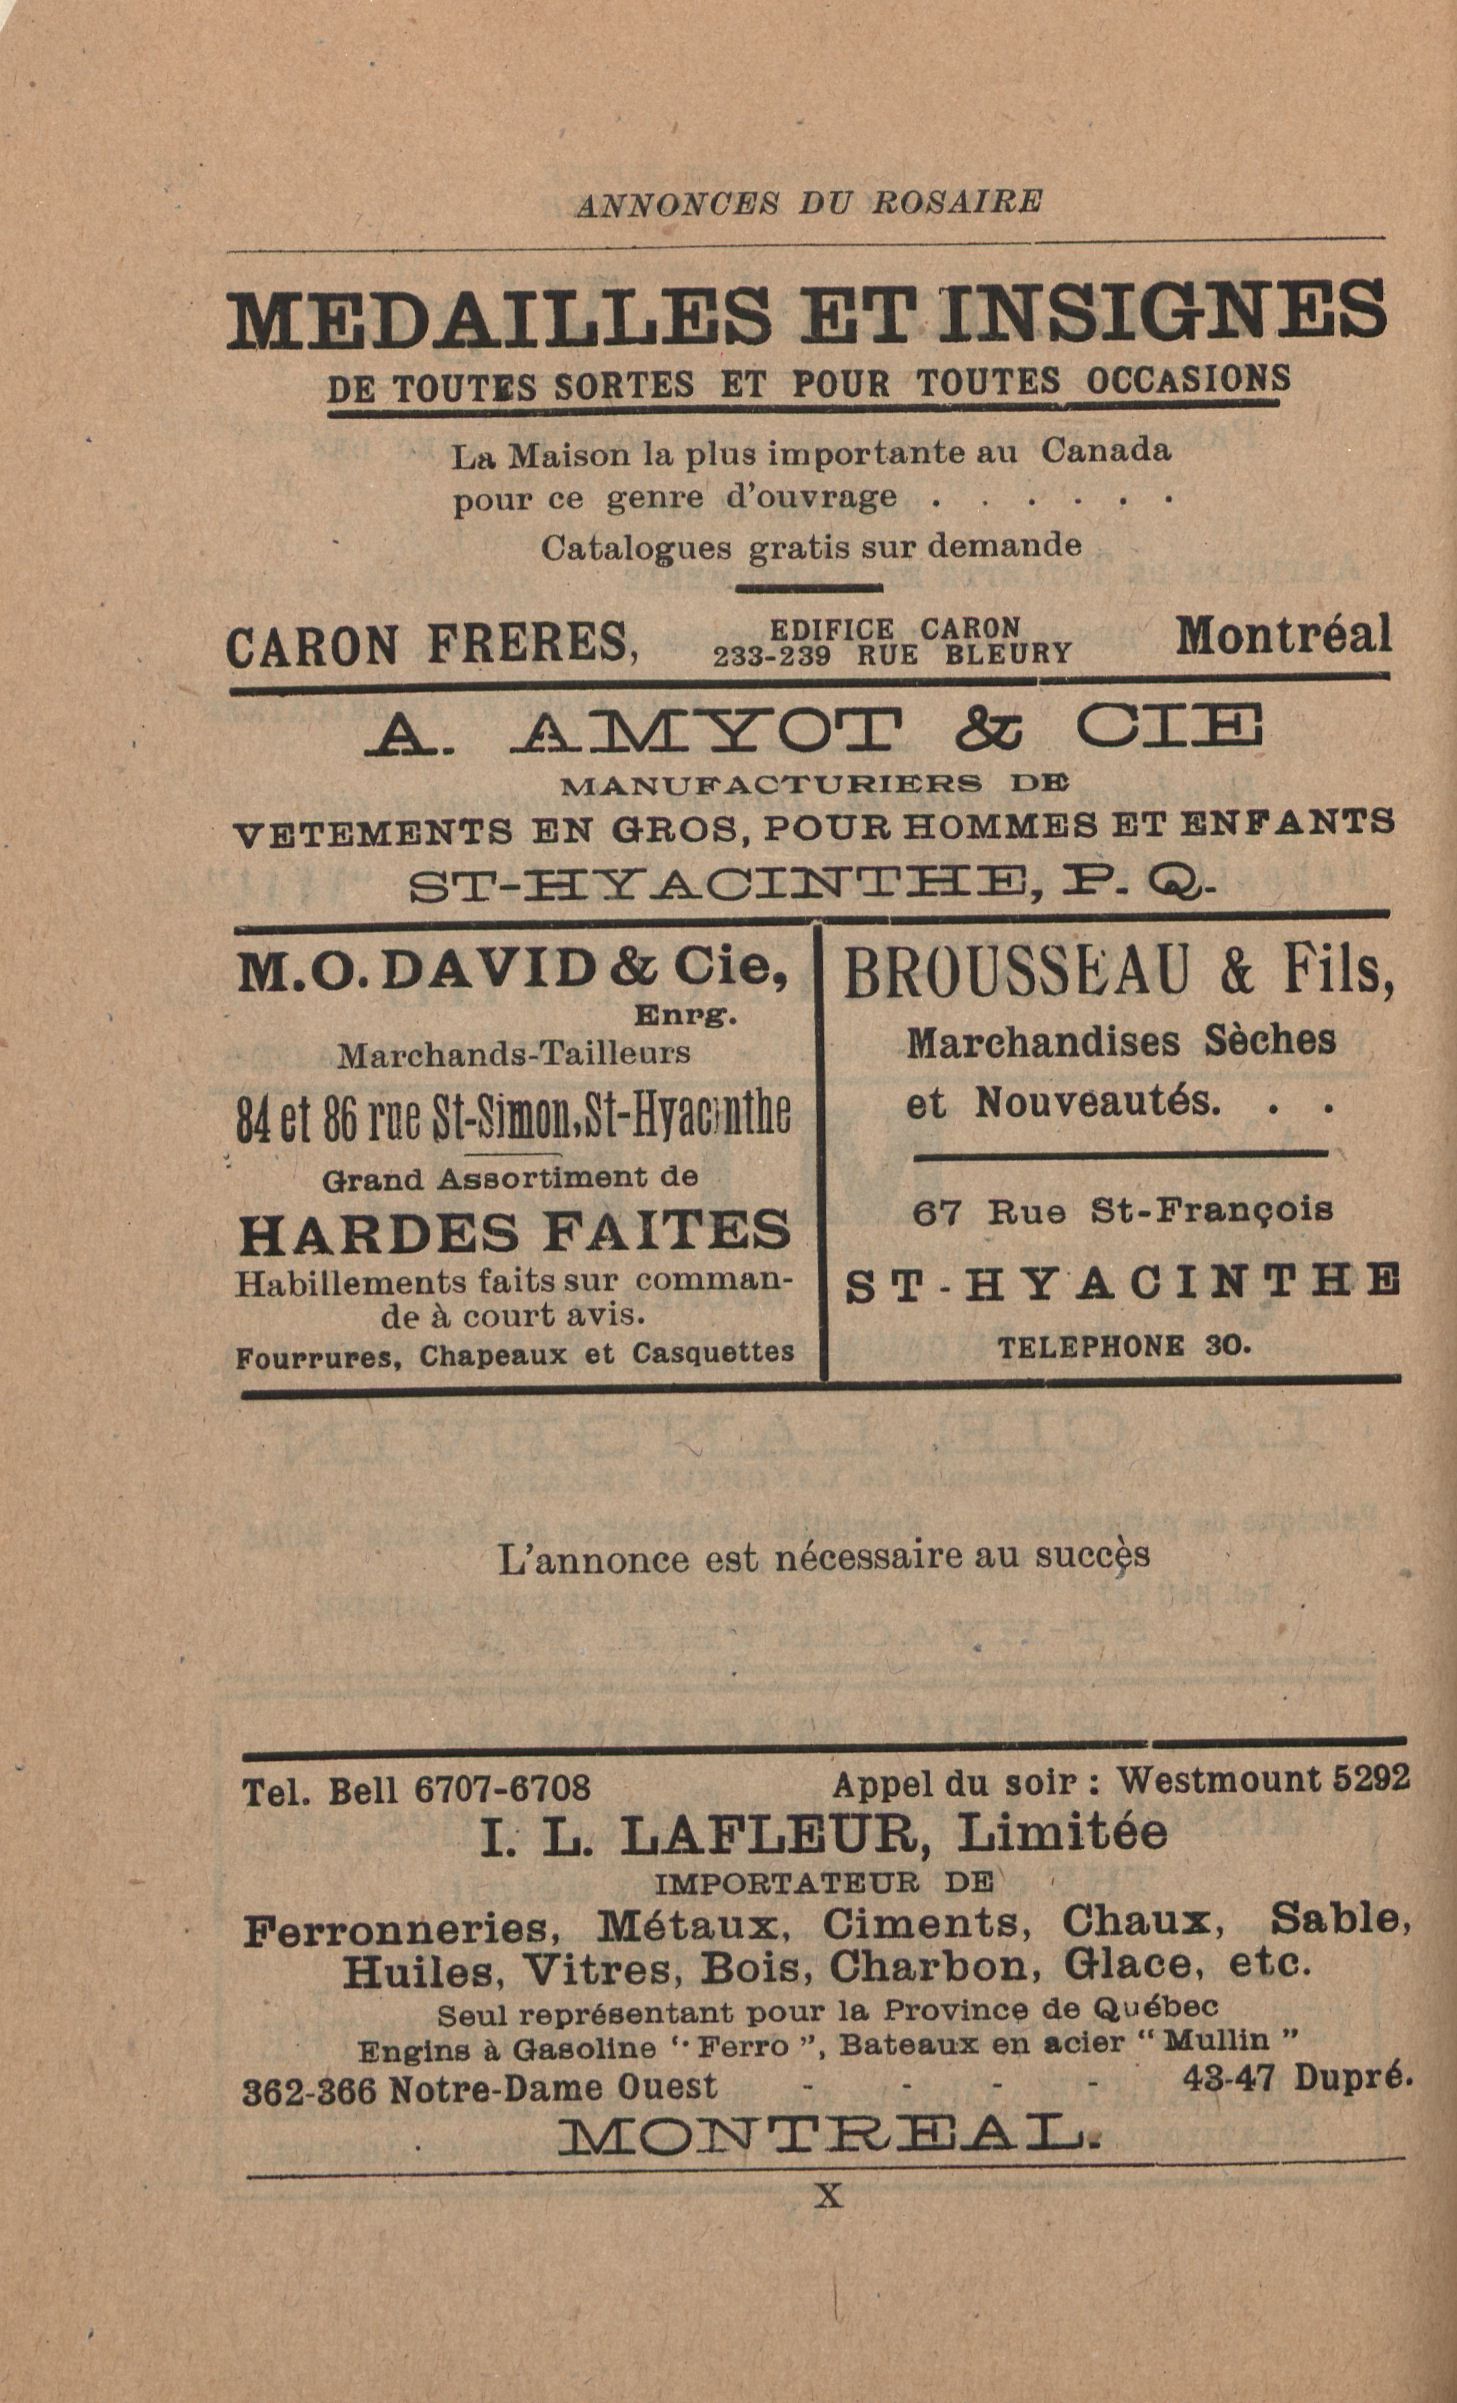 ANNONCES DU ROSAIRE
MEDAILLES ET INSIGNES
DE TOUTES SORTES ET POUR TOUTES OCCASIONS
La Maison la plus importante au Canada
pour ce genre d'ouvrage . . . . . .
Catalogues gratis sur demande
CARON FRERES, EDIFICE CARON Montréal
233-239 RUE BLEURY
A. AMYOT & CIE
MANUFACTURIERS DE
VETEMENTS EN GROS, POUR HOMMES ET ENFANTS
ST-HYACINTHE, P. Q.
M.O. DAVID & Cie,
Enrg.
Marchands-Tailleurs
84 et 86 rue St-Simon, St-Hyacinthe
Grand Assortiment de
HARDES FAITES
Habillements faits sur comman-
de à court avis.
Fourrures, Chapeaux et Casquettes
BROUSSEAU & Fils,
Marchandises Sèches
et Nouveautés. . .
67 Rue St-François
ST-HYACINTHE
TELEPHONE 30.
L'annonce est nécessaire au succès
Tel. Bell 6707-6708 Appel du soir : Westmount 5292
I. L. LAFLEUR, Limitée
IMPORTATEUR DE
Ferronneries, Métaux, Ciments, Chaux, Sable,
Huiles, Vitres, Bois, Charbon, Glace, etc.
Seul représentant pour la Province de Québec
Engins à Gasoline “ Ferro ”, Bateaux en acier “ Mullin ”
362-366 Notre-Dame Ouest - - - - 43-47 Dupré.
MONTREAL.
X